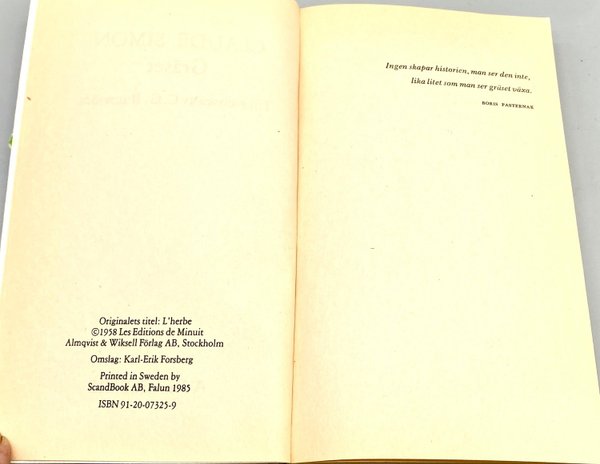 Originalets titel: L'herbe
©1958 Les Editions de Minuit
Almqvist & Wiksell Förlag AB, Stockholm
Omslag: Karl-Erik Forsberg
Printed in Sweden by
ScandBook AB, Falun 1985
ISBN 91-20-07325-9
Ingen skapar historien, man ser den inte,
lika litet som man ser gräset växa.
BORIS PASTERNAK